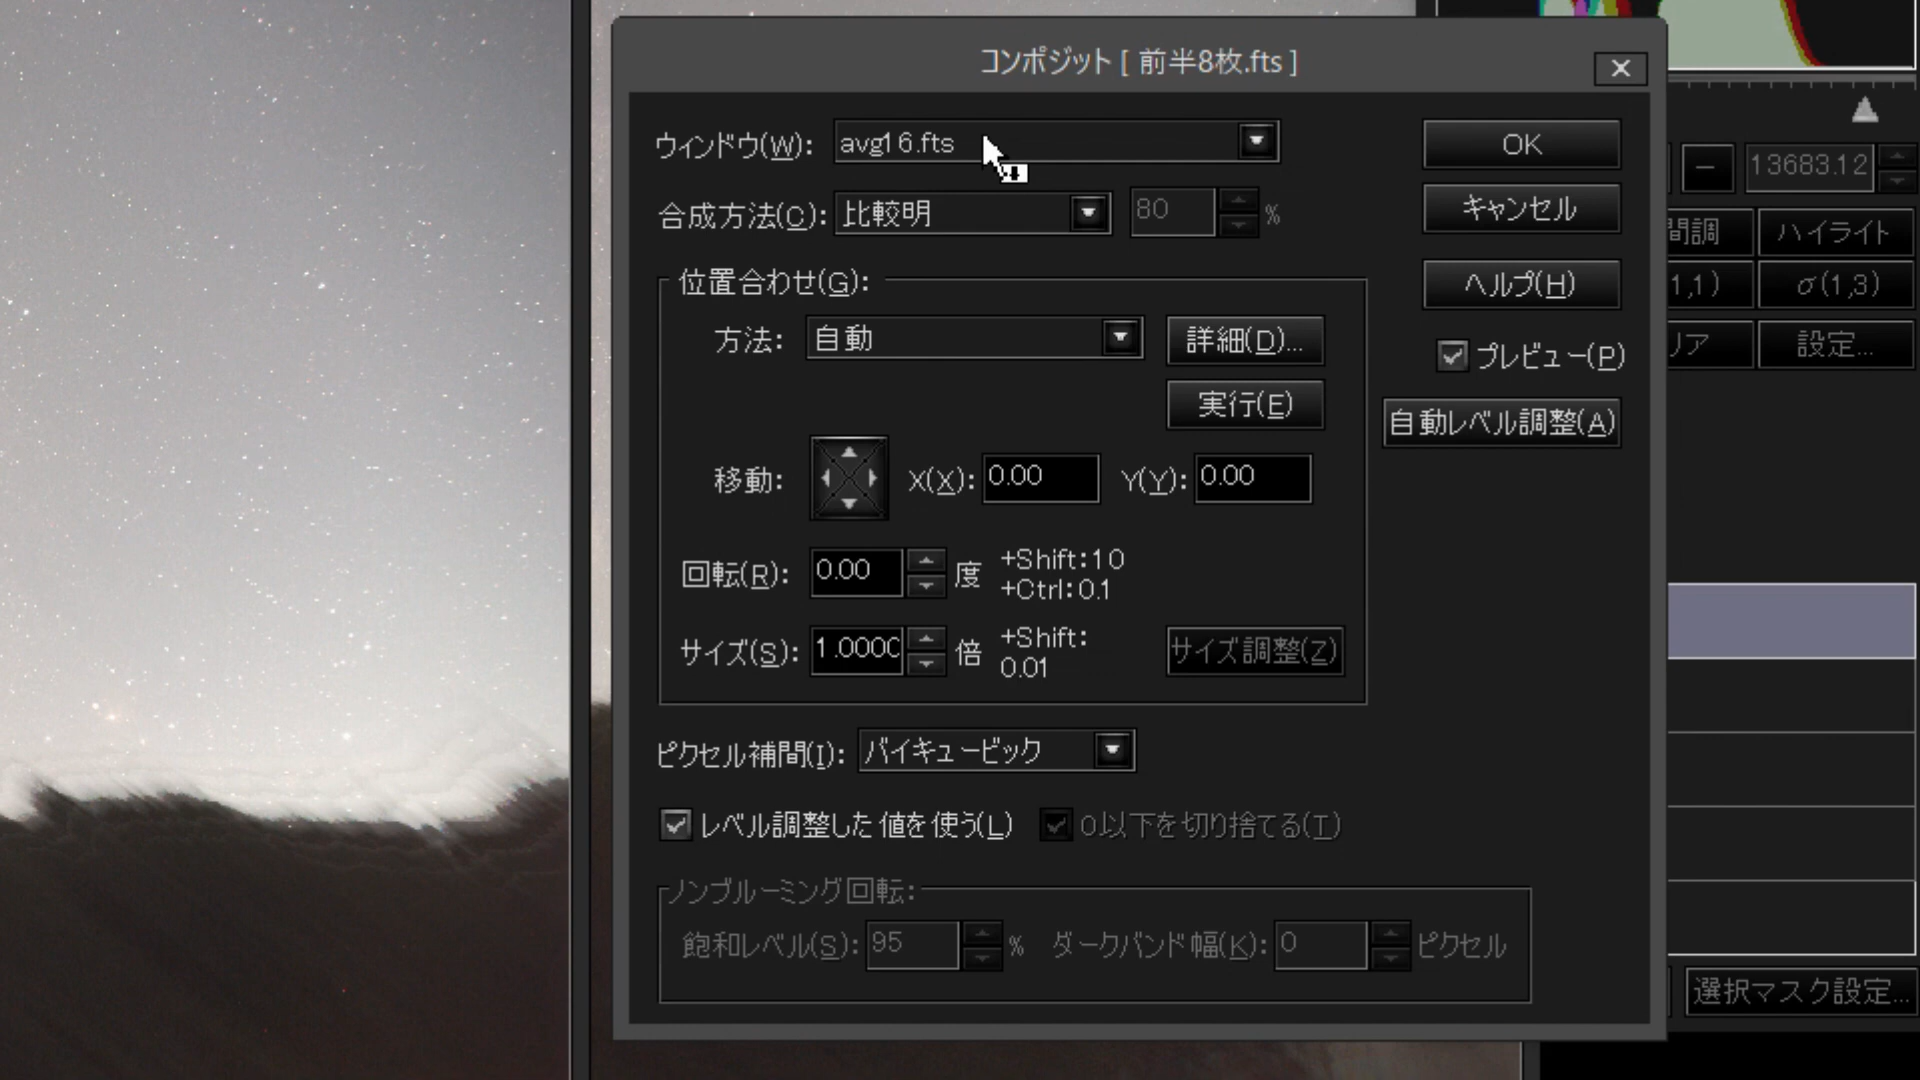 コンポジット [ 前半8枚.fts ]
ウィンドウ(W): avg16.fts
OK
合成方法(C): 比較明 80 %
キャンセル
位置合わせ(G):
ヘルプ(H)
方法: 自動 詳細(D)...
プレビュー(P)
実行(E)
自動レベル調整(A)
移動: X(X): 0.00 Y(Y): 0.00
回転(R): 0.00 度 +Shift:10
+Ctrl:0.1
サイズ(S): 1.000 倍 +Shift:
0.01
サイズ調整(Z)
ピクセル補間(I): バイキュービック
レベル調整した値を使う(L) 0以下を切り捨てる(T)
ノンブルーミング回転:
飽和レベル(S): 95 % ダークバンド幅(K): 0 ピクセル
13683.12
間調 ハイライト
1,1) σ(1,3)
リア 設定...
選択マスク設定...